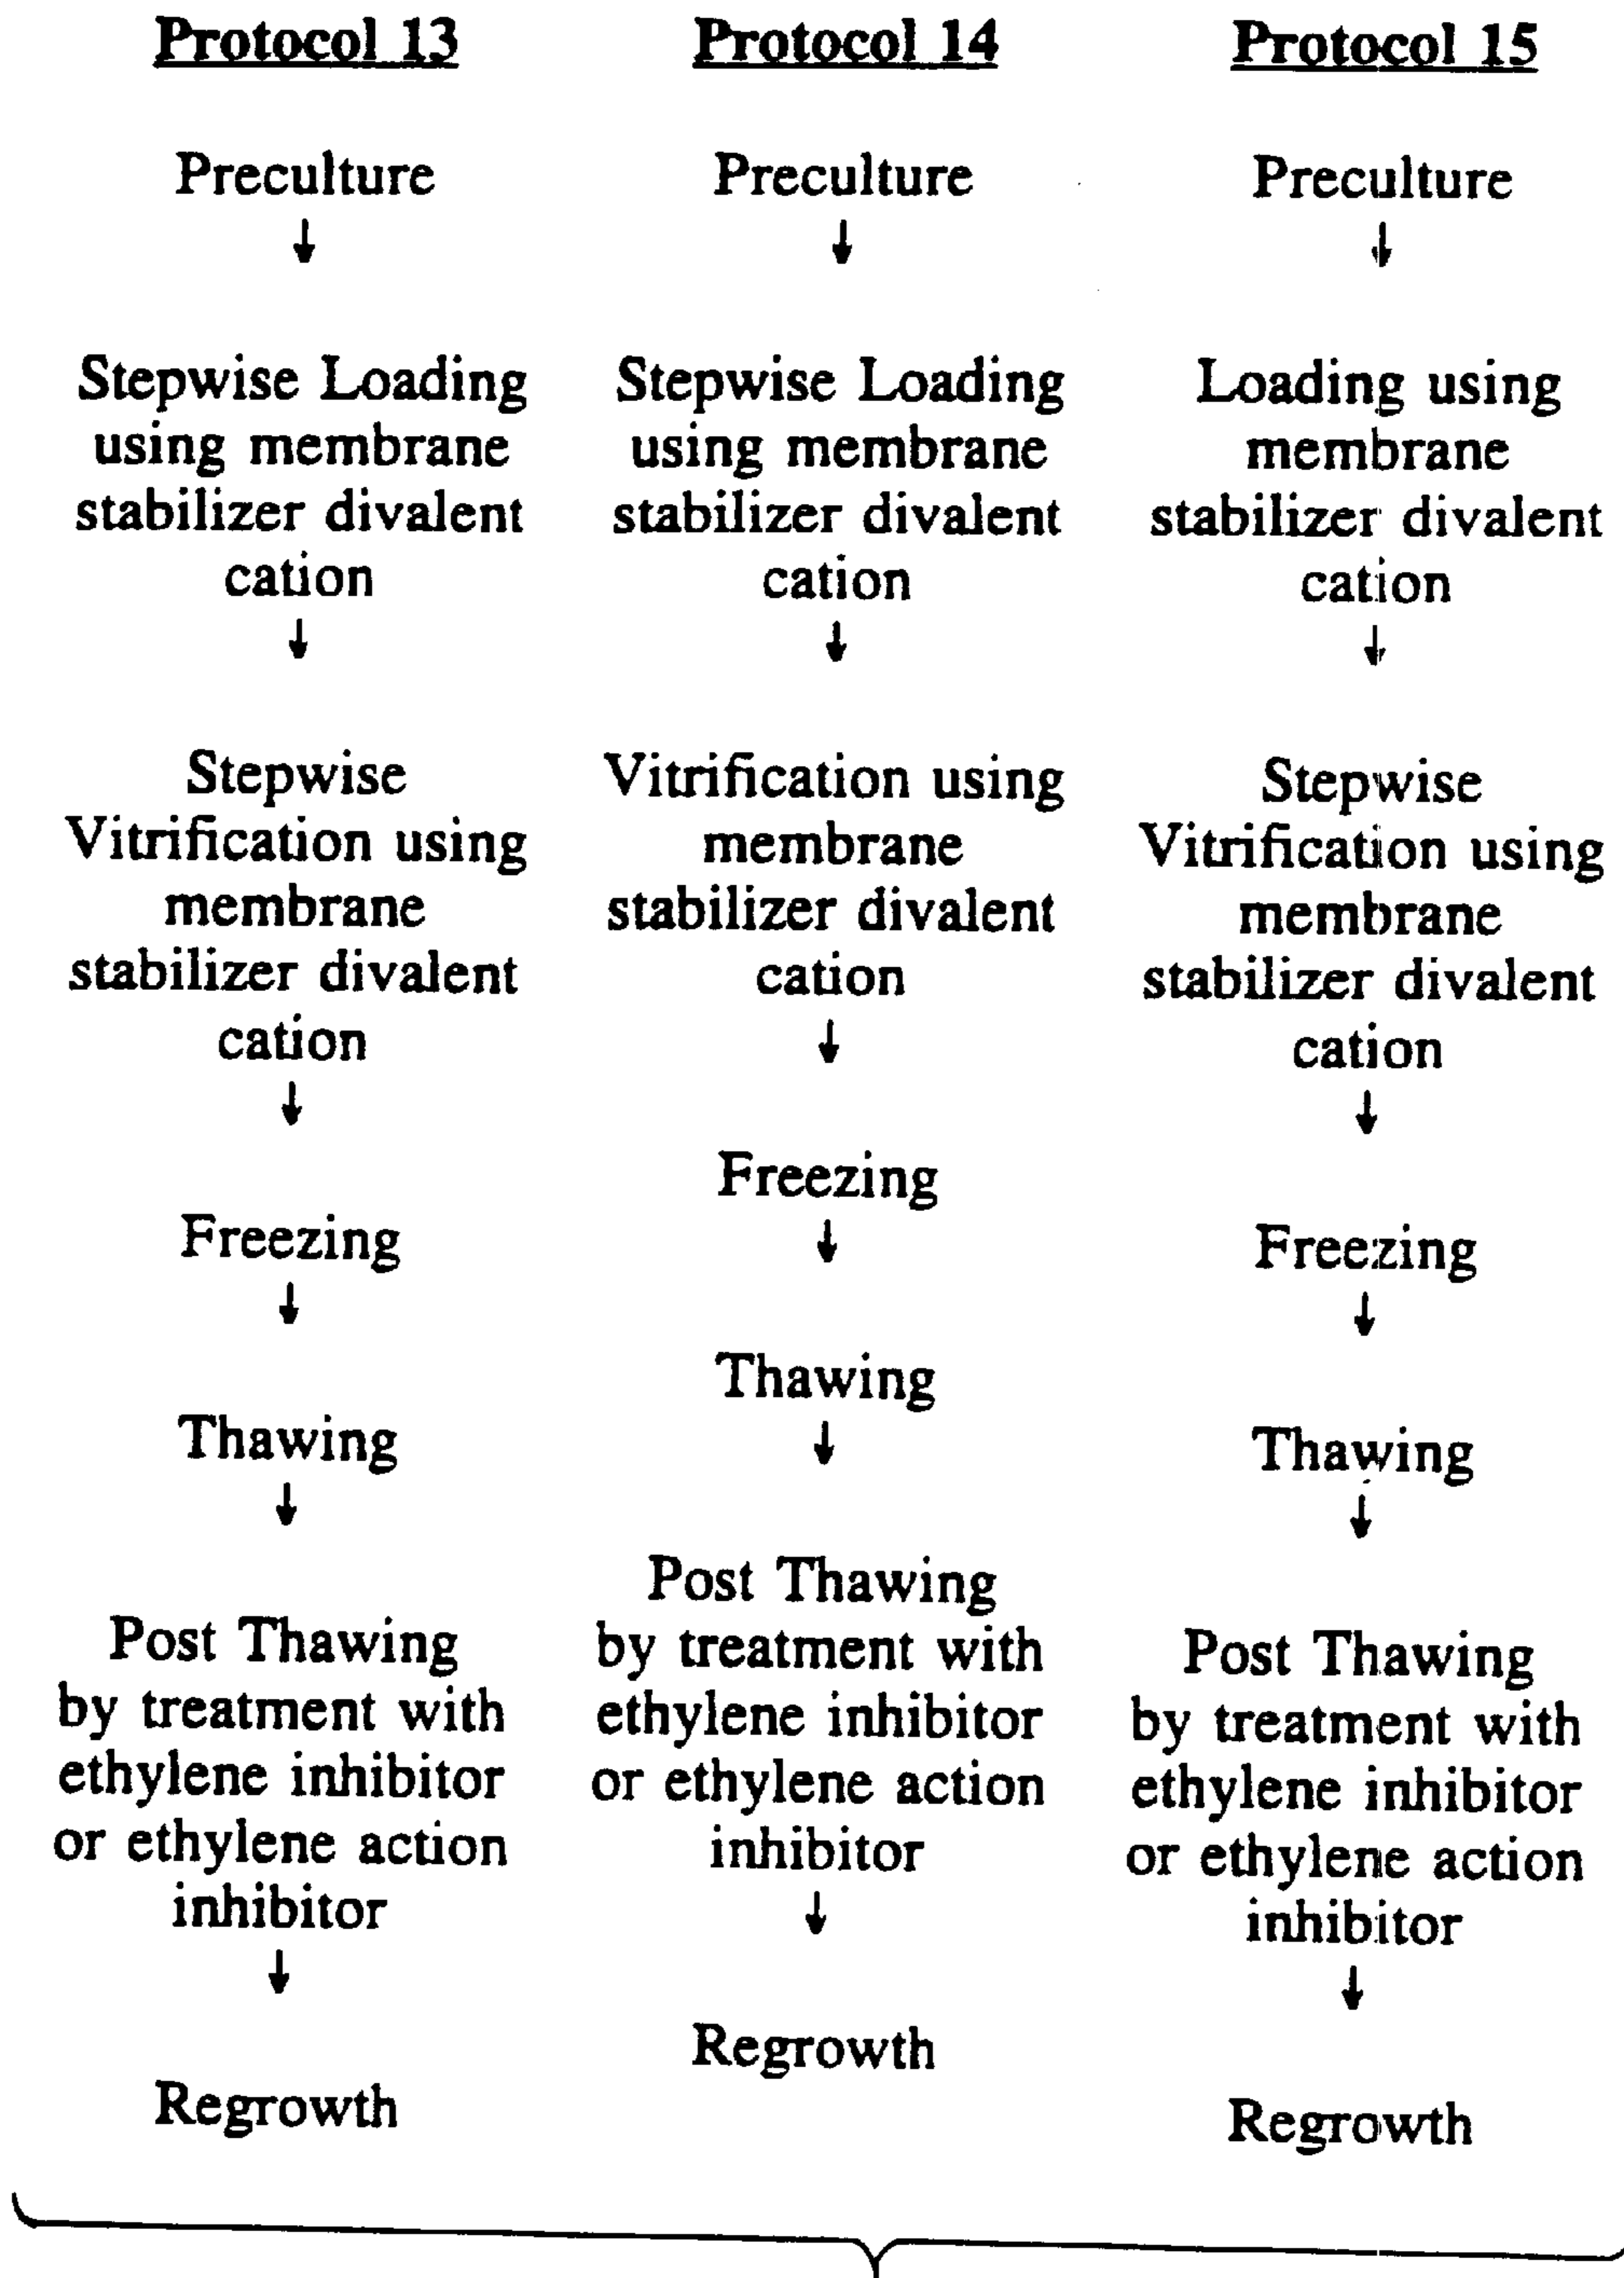 Protocol 13
Preculture
↓
Stepwise Loading
using membrane
stabilizer divalent
cation
↓
Stepwise
Vitrification using
membrane
stabilizer divalent
cation
↓
Freezing
↓
Thawing
↓
Post Thawing
by treatment with
ethylene inhibitor
or ethylene action
inhibitor
↓
Regrowth
Protocol 14
Preculture
↓
Stepwise Loading
using membrane
stabilizer divalent
cation
↓
Vitrification using
membrane
stabilizer divalent
cation
↓
Freezing
↓
Thawing
↓
Post Thawing
by treatment with
ethylene inhibitor
or ethylene action
inhibitor
↓
Regrowth
Protocol 15
Preculture
↓
Loading using
membrane
stabilizer divalent
cation
↓
Stepwise
Vitrification using
membrane
stabilizer divalent
cation
↓
Freezing
↓
Thawing
↓
Post Thawing
by treatment with
ethylene inhibitor
or ethylene action
inhibitor
↓
Regrowth